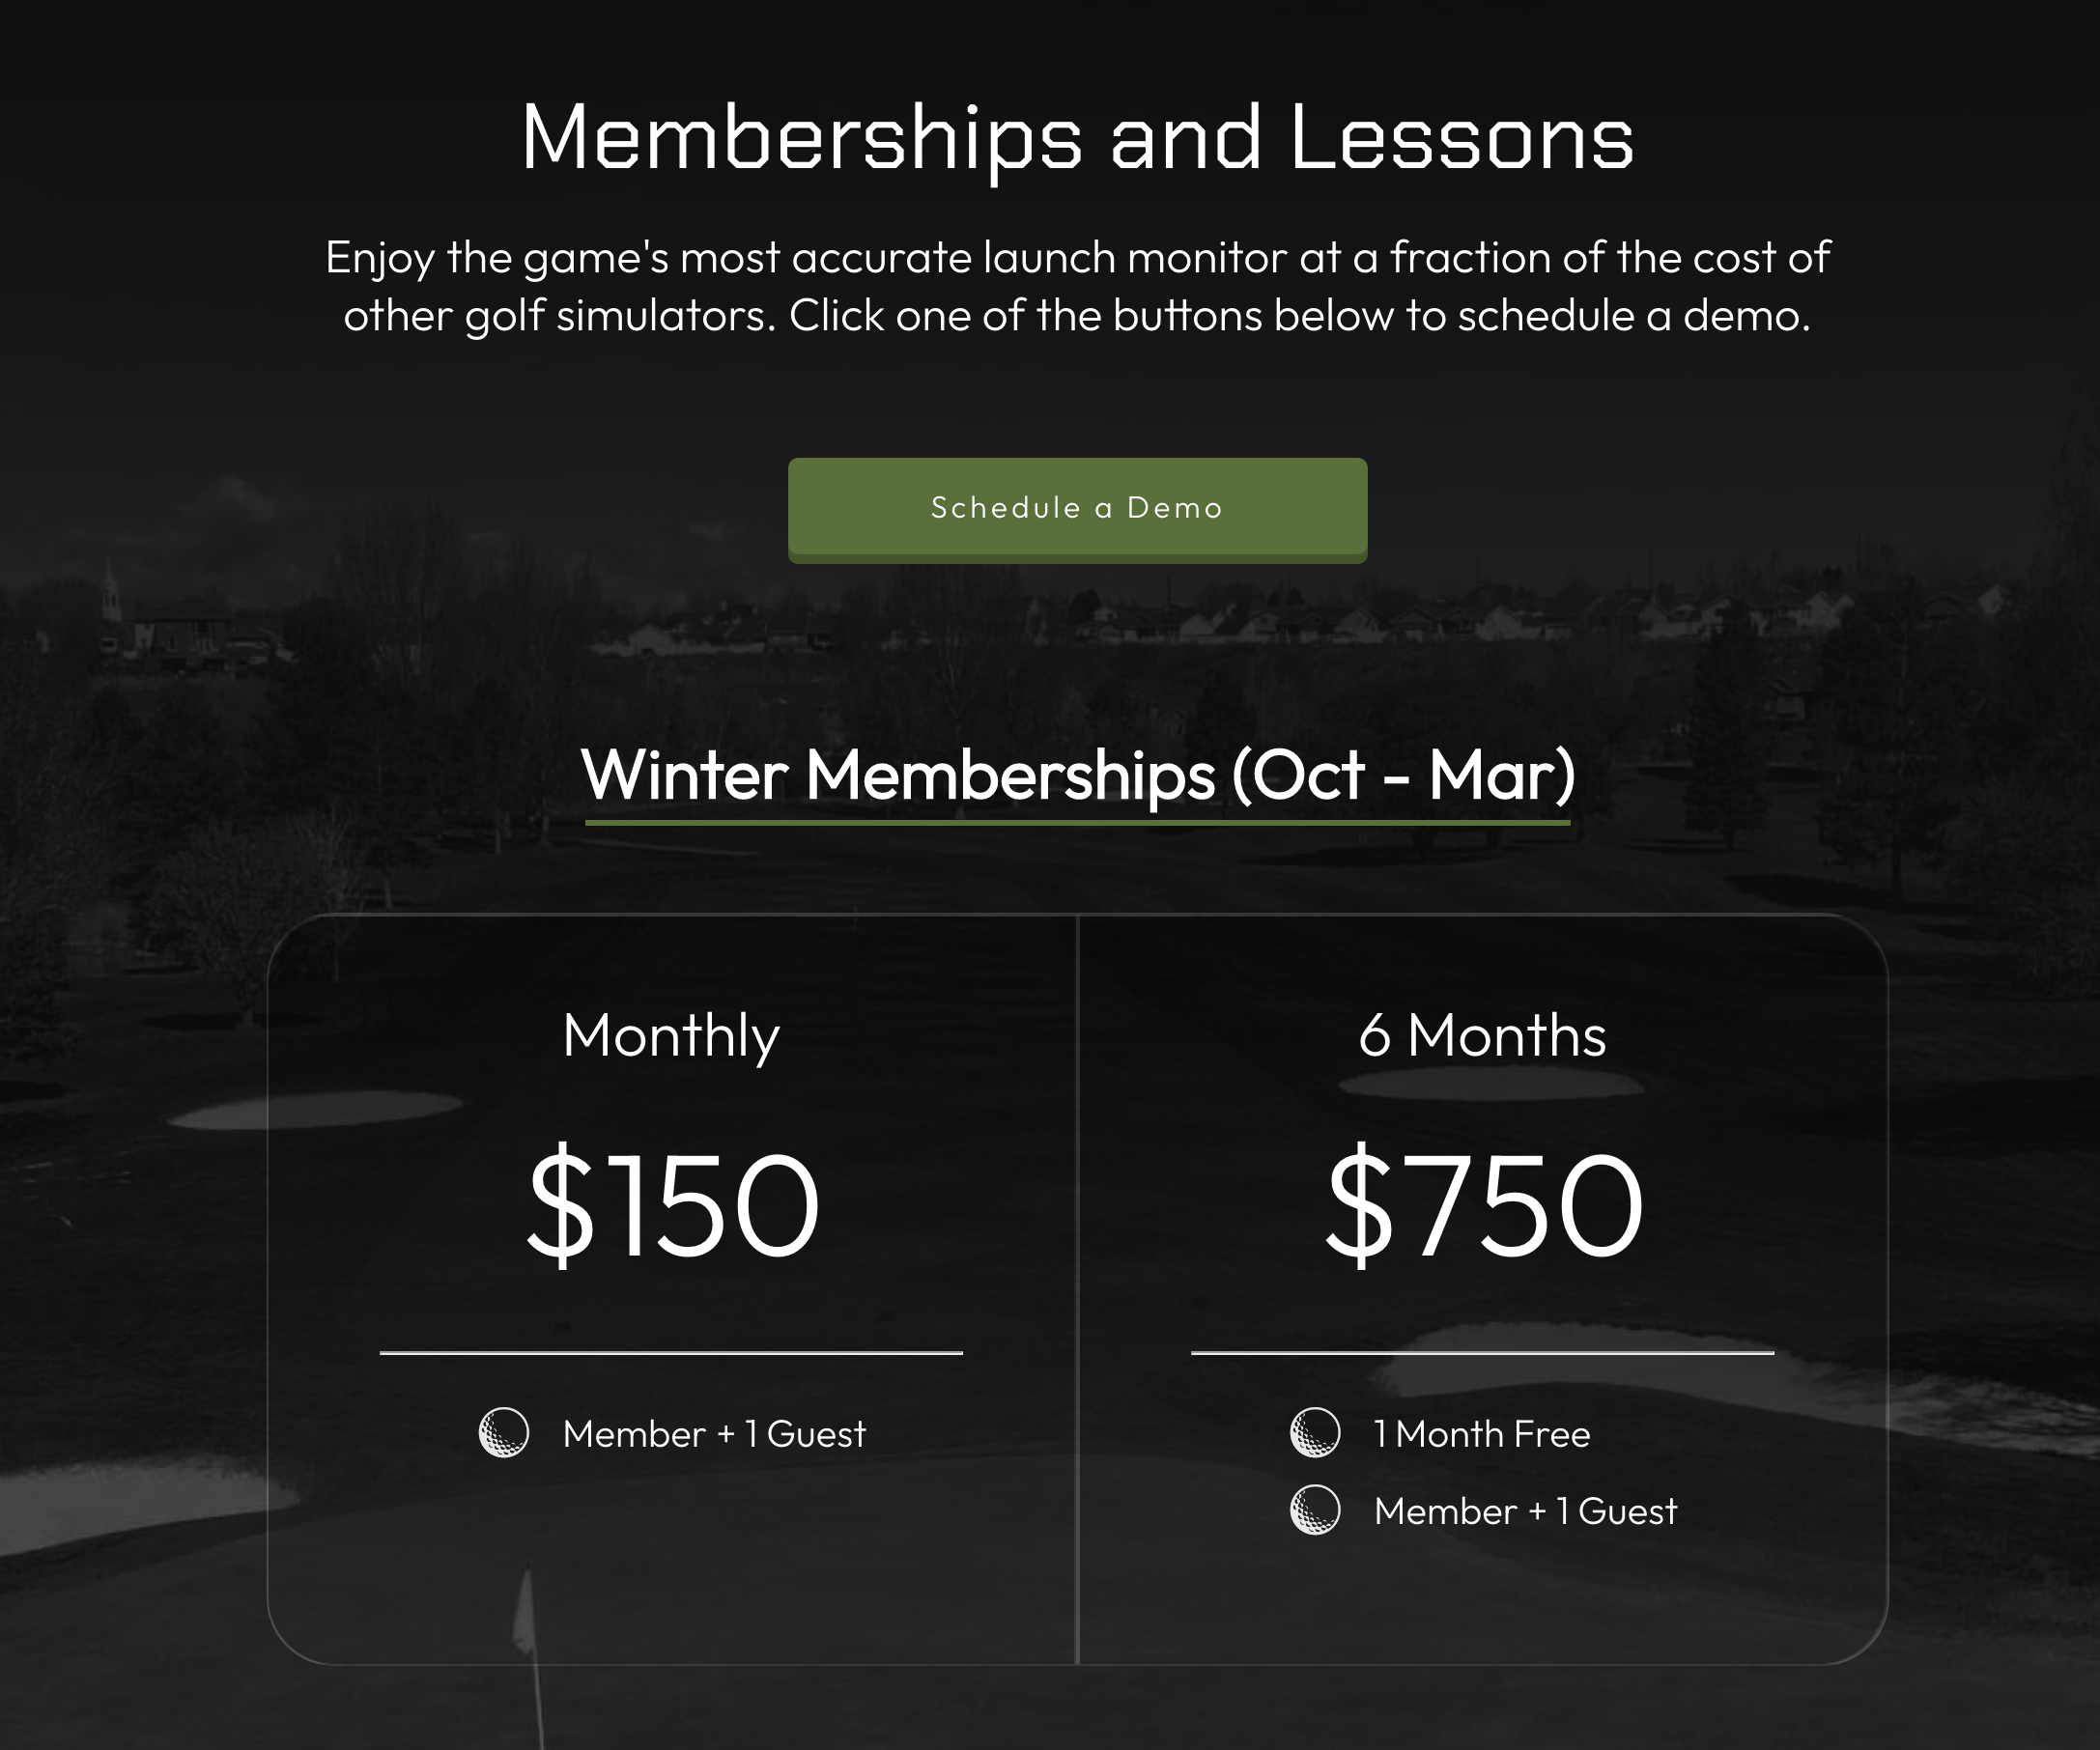 Memberships and Lessons
Enjoy the game's most accurate launch monitor at a fraction of the cost of
other golf simulators. Click one of the buttons below to schedule a demo.
Schedule a Demo
Winter Memberships (Oct - Mar)
Monthly
$150
Member + 1 Guest
6 Months
$750
1 Month Free
Member + 1 Guest